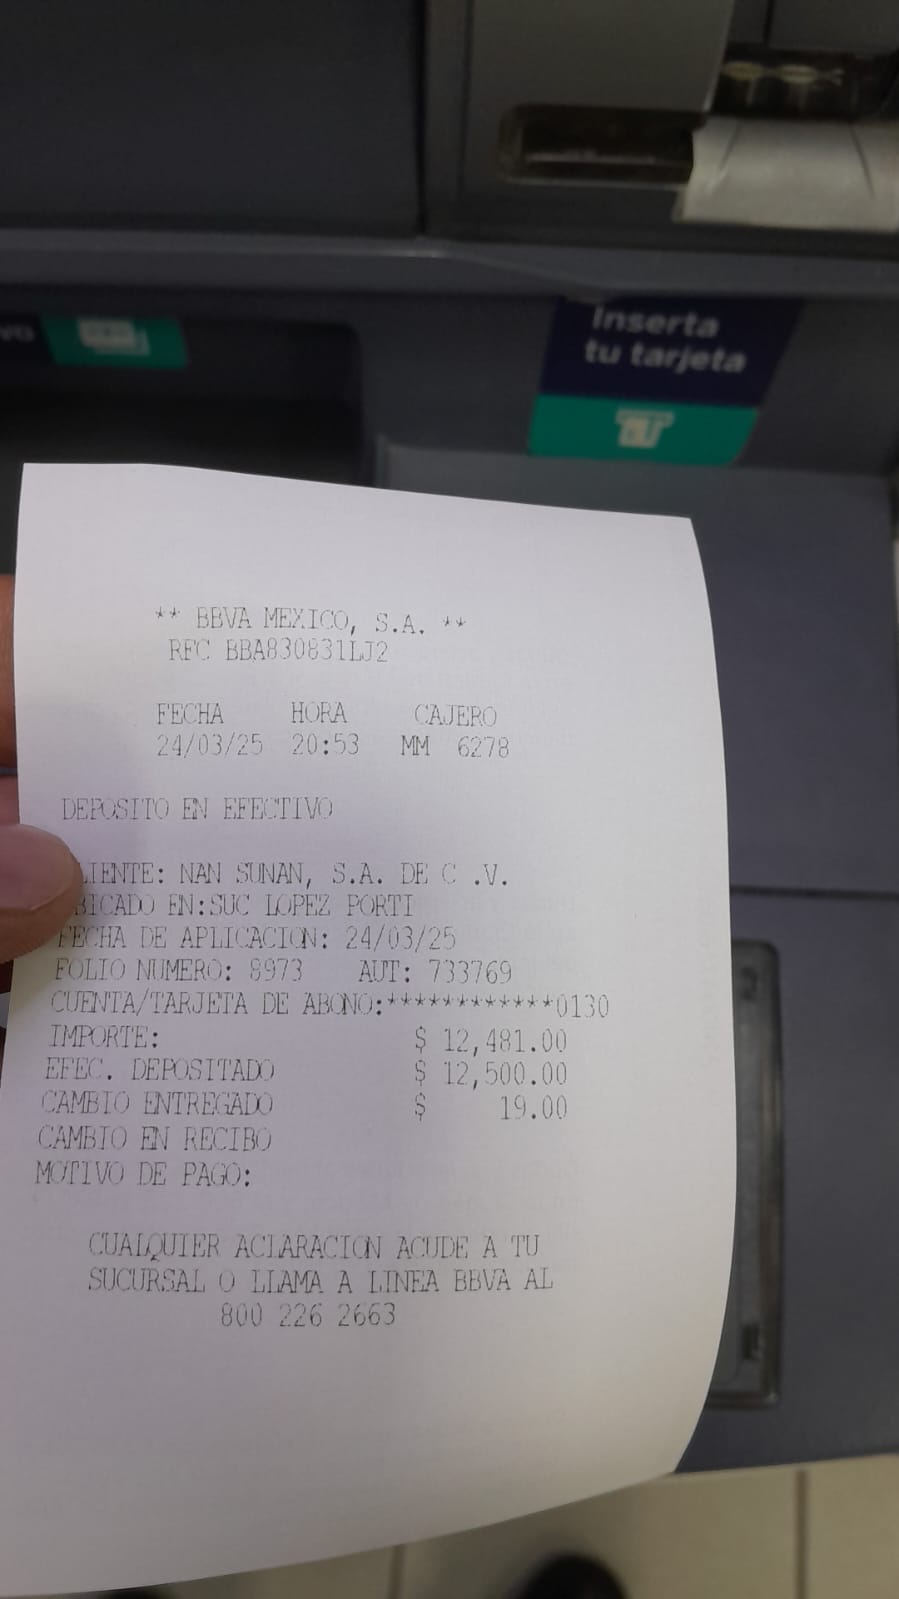 VO
Inserta
tu tarjeta
** BBVA MEXICO, S.A. **
RFC BBA830831LJ2
FECHA HORA CAJERO
24/03/25 20:53 MM 6278
DEPOSITO EN EFECTIVO
LIENTE: NAN SUNAN, S.A. DE C .V.
BICADO EN:SUC LOPEZ PORTI
FECHA DE APLICACION: 24/03/25
FOLIO NUMERO: 8973 AUT: 733769
CUENTA/TARJETA DE ABONO:************0130
IMPORTE: $ 12,481.00
EFEC. DEPOSITADO $ 12,500.00
CAMBIO ENTREGADO $ 19.00
CAMBIO EN RECIBO
MOTIVO DE PAGO:
CUALQUIER ACLARACION ACUDE A TU
SUCURSAL O LLAMA A LINEA BBVA AL
800 226 2663